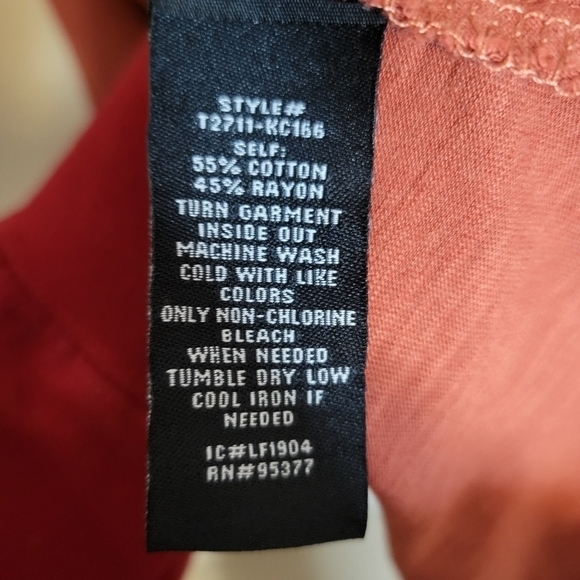 STYLE#
T2711-KC166
SELF:
55% COTTON
45% RAYON
TURN GARMENT
INSIDE OUT
MACHINE WASH
COLD WITH LIKE
COLORS
ONLY NON-CHLORINE
BLEACH
WHEN NEEDED
TUMBLE DRY LOW
COOL IRON IF
NEEDED
IC#LF1904
RN#95377